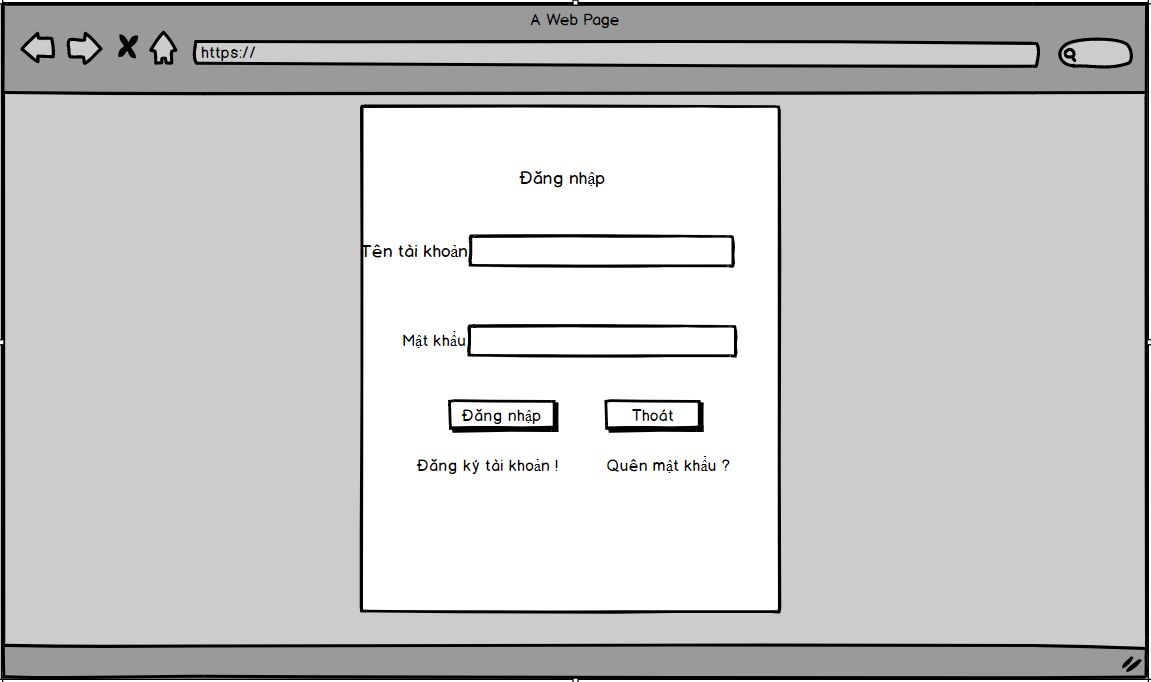 A Web Page
https://
Đăng nhập
Tên tài khoản
Mật khẩu
Đăng nhập Thoát
Đăng ký tài khoản ! Quên mật khẩu ?